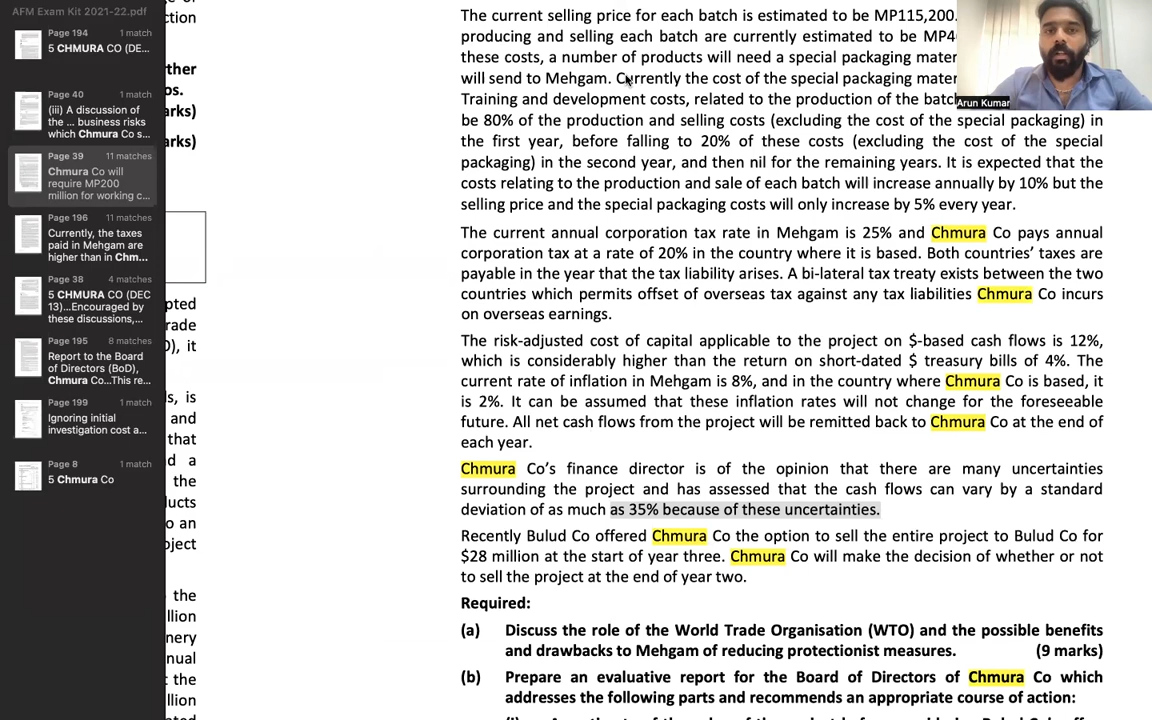 AFM Exam Kit 2021-22.pdf
Page 194 1 match
5 CHMURA CO (DE...
Page 40 1 match
(iii) A discussion of
the ... business risks
which Chmura Co s...
Page 39 11 matches
Chmura Co will
require MP200
million for working c...
Page 196 11 matches
Currently, the taxes
paid in Mehgam are
higher than in Chm...
Page 38 4 matches
5 CHMURA CO (DEC
13)...Encouraged by
these discussions,...
Page 195 8 matches
Report to the Board
of Directors (BoD),
Chmura Co...This re...
Page 199 1 match
Ignoring initial
investigation cost a...
Page 8 1 match
5 Chmura Co
ction
rther
os.
arks)
arks)
pted
rade
O), it
ls, is
and
that
d a
the
ucts
o an
oject
the
llion
nery
nual
t the
llion
The current selling price for each batch is estimated to be MP115,200.
producing and selling each batch are currently estimated to be MP4
these costs, a number of products will need a special packaging mater
will send to Mehgam. Currently the cost of the special packaging mater
Training and development costs, related to the production of the batc
be 80% of the production and selling costs (excluding the cost of the special packaging) in
the first year, before falling to 20% of these costs (excluding the cost of the special
packaging) in the second year, and then nil for the remaining years. It is expected that the
costs relating to the production and sale of each batch will increase annually by 10% but the
selling price and the special packaging costs will only increase by 5% every year.
The current annual corporation tax rate in Mehgam is 25% and Chmura Co pays annual
corporation tax at a rate of 20% in the country where it is based. Both countries' taxes are
payable in the year that the tax liability arises. A bi-lateral tax treaty exists between the two
countries which permits offset of overseas tax against any tax liabilities Chmura Co incurs
on overseas earnings.
The risk-adjusted cost of capital applicable to the project on $-based cash flows is 12%,
which is considerably higher than the return on short-dated $ treasury bills of 4%. The
current rate of inflation in Mehgam is 8%, and in the country where Chmura Co is based, it
is 2%. It can be assumed that these inflation rates will not change for the foreseeable
future. All net cash flows from the project will be remitted back to Chmura Co at the end of
each year.
Chmura Co's finance director is of the opinion that there are many uncertainties
surrounding the project and has assessed that the cash flows can vary by a standard
deviation of as much as 35% because of these uncertainties.
Recently Bulud Co offered Chmura Co the option to sell the entire project to Bulud Co for
$28 million at the start of year three. Chmura Co will make the decision of whether or not
to sell the project at the end of year two.
Required:
(a) Discuss the role of the World Trade Organisation (WTO) and the possible benefits
and drawbacks to Mehgam of reducing protectionist measures. (9 marks)
(b) Prepare an evaluative report for the Board of Directors of Chmura Co which
addresses the following parts and recommends an appropriate course of action:
Arun Kumar